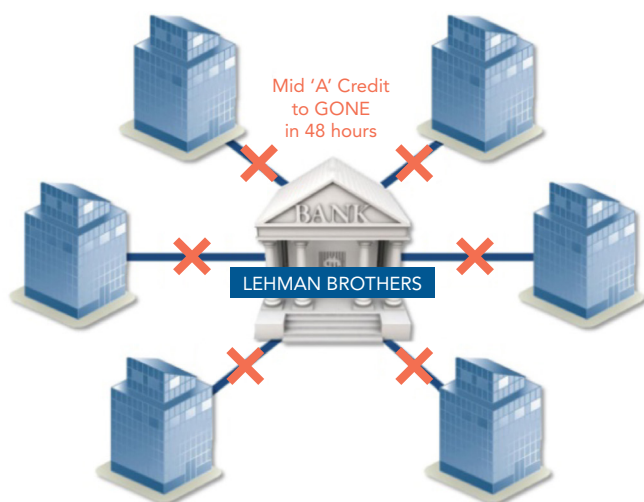 Mid ‘A’ Credit
to GONE
in 48 hours
BANK
LEHMAN BROTHERS